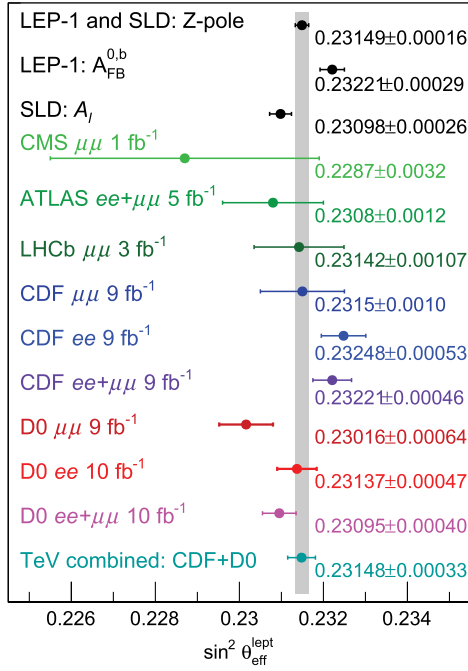 LEP-1 and SLD: Z-pole 0.23149±0.00016
LEP-1: A_FB^0,b 0.23221±0.00029
SLD: A_l 0.23098±0.00026
CMS μμ 1 fb⁻¹ 0.2287±0.0032
ATLAS ee+μμ 5 fb⁻¹ 0.2308±0.0012
LHCb μμ 3 fb⁻¹ 0.23142±0.00107
CDF μμ 9 fb⁻¹ 0.2315±0.0010
CDF ee 9 fb⁻¹ 0.23248±0.00053
CDF ee+μμ 9 fb⁻¹ 0.23221±0.00046
D0 μμ 9 fb⁻¹ 0.23016±0.00064
D0 ee 10 fb⁻¹ 0.23137±0.00047
D0 ee+μμ 10 fb⁻¹ 0.23095±0.00040
TeV combined: CDF+D0 0.23148±0.00033
0.226 0.228 0.23 0.232 0.234
sin² θ_eff^lept